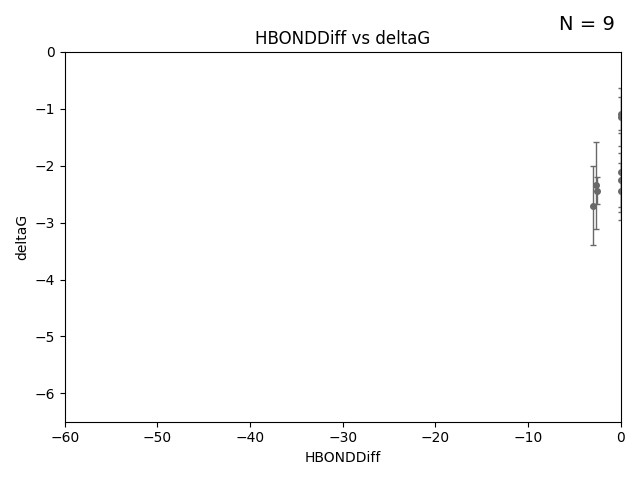 N = 9
HBONDDiff vs deltaG
deltaG
0
−1
−2
−3
−4
−5
−6
−60 −50 −40 −30 −20 −10 0
HBONDDiff